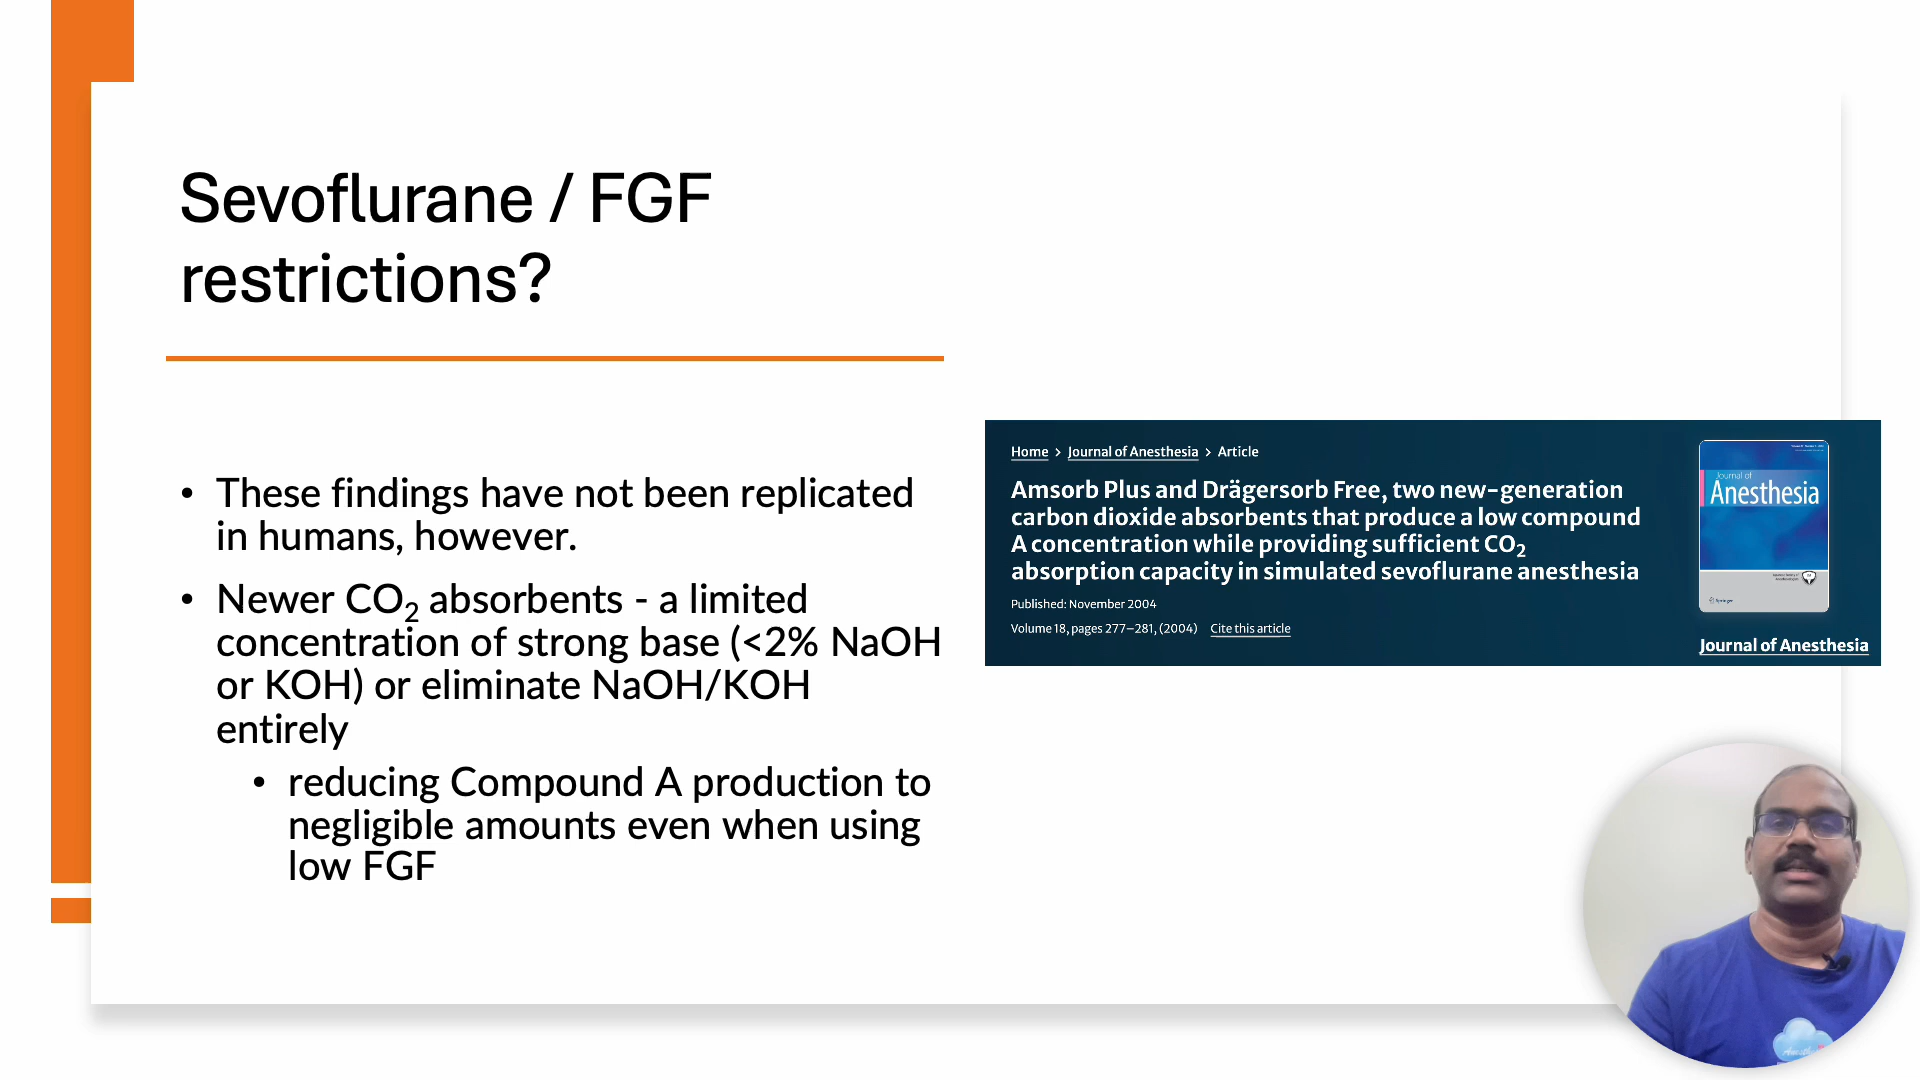 Sevoflurane / FGF
restrictions?
• These findings have not been replicated
in humans, however.
• Newer CO₂ absorbents - a limited
concentration of strong base (<2% NaOH
or KOH) or eliminate NaOH/KOH
entirely
• reducing Compound A production to
negligible amounts even when using
low FGF
Home > Journal of Anesthesia > Article
Amsorb Plus and Drägersorb Free, two new-generation
carbon dioxide absorbents that produce a low compound
A concentration while providing sufficient CO₂
absorption capacity in simulated sevoflurane anesthesia
Published: November 2004
Volume 18, pages 277–281, (2004) Cite this article
Journal of
Anesthesia
Springer
Journal of Anesthesia